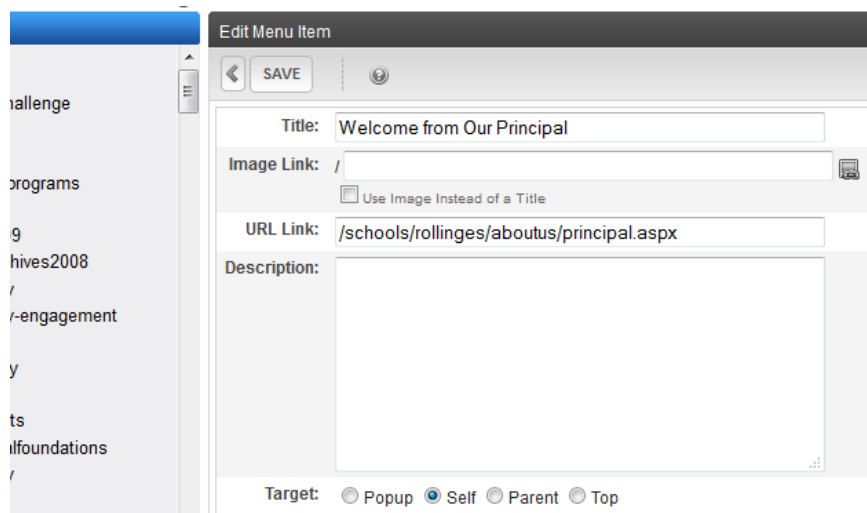 Edit Menu Item
SAVE
Title: Welcome from Our Principal
Image Link: /
Use Image Instead of a Title
URL Link: /schools/rollinges/aboutus/principal.aspx
Description:
Target: Popup Self Parent Top
allenge
programs
9
hives2008
y
y-engagement
y
ts
lfoundations
y